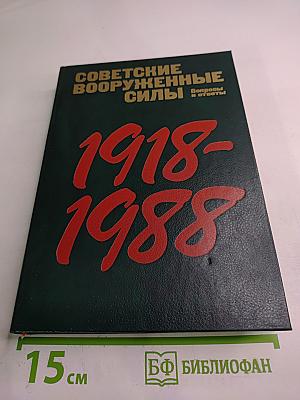 СОВЕТСКИЕ
ВООРУЖЕННЫЕ
СИЛЫ Вопросы
и ответы
1918-
1988
15 см
БФ БИБЛИОФАН